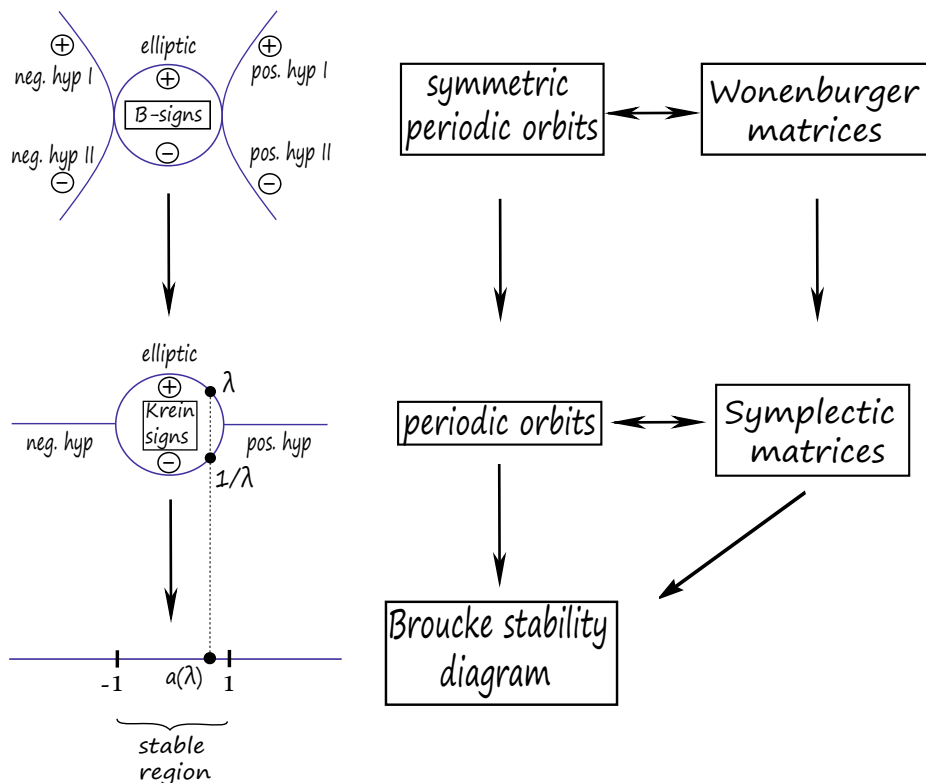 elliptic
neg. hyp I
pos. hyp I
B-signs
neg. hyp II
pos. hyp II
symmetric
periodic orbits
Wonenburger
matrices
elliptic
λ
Krein
signs
neg. hyp
pos. hyp
1/λ
periodic orbits
Symplectic
matrices
Broucke stability
diagram
-1
a(λ)
1
stable
region